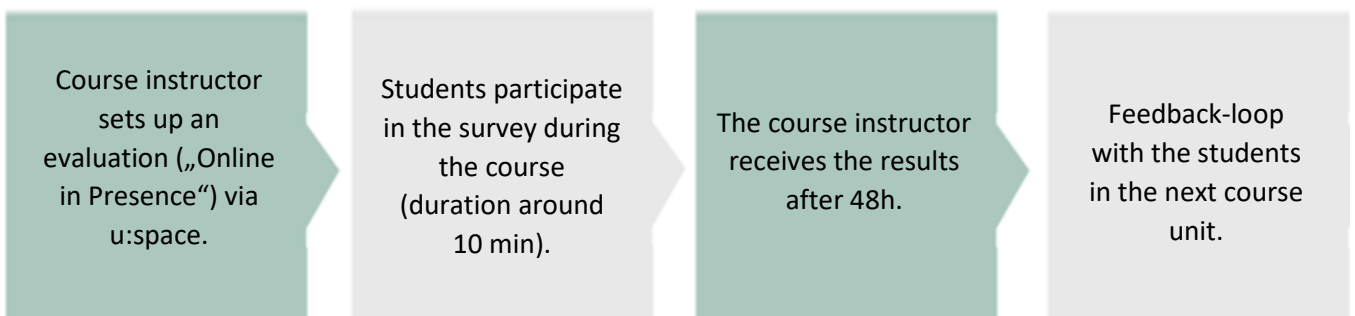 Course instructor
sets up an
evaluation („Online
in Presence“) via
u:space.
Students participate
in the survey during
the course
(duration around
10 min).
The course instructor
receives the results
after 48h.
Feedback-loop
with the students
in the next course
unit.